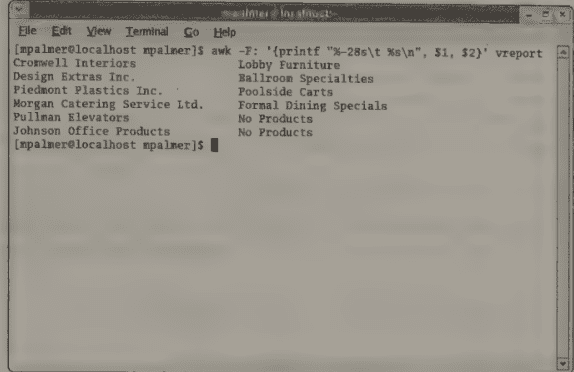 mpalmer@localhost:~
File Edit View Terminal Go Help
[mpalmer@localhost mpalmer]$ awk -F: '{printf "%-28s\t %s\n", $1, $2}' vreport
Cromwell Interiors Lobby Furniture
Design Extras Inc. Ballroom Specialties
Piedmont Plastics Inc. Poolside Carts
Morgan Catering Service Ltd. Formal Dining Specials
Pullman Elevators No Products
Johnson Office Products No Products
[mpalmer@localhost mpalmer]$